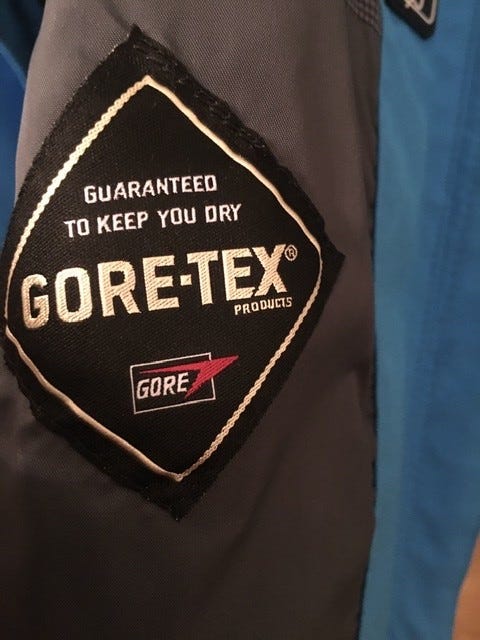 GUARANTEED
TO KEEP YOU DRY
GORE-TEX®
PRODUCTS
GORE